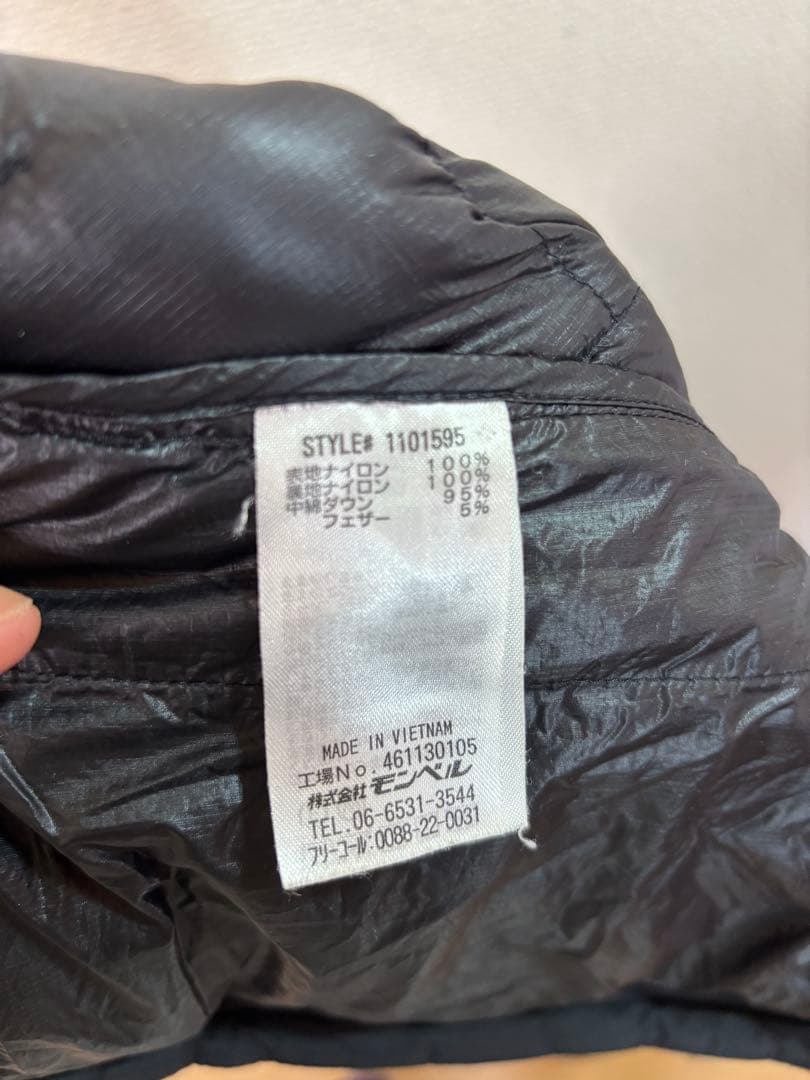 STYLE# 1101595
表地ナイロン 100%
裏地ナイロン 100%
中綿ダウン 95%
フェザー 5%
MADE IN VIETNAM
工場No.461130105
株式会社モンベル
TEL.06-6531-3544
フリーコール:0088-22-0031